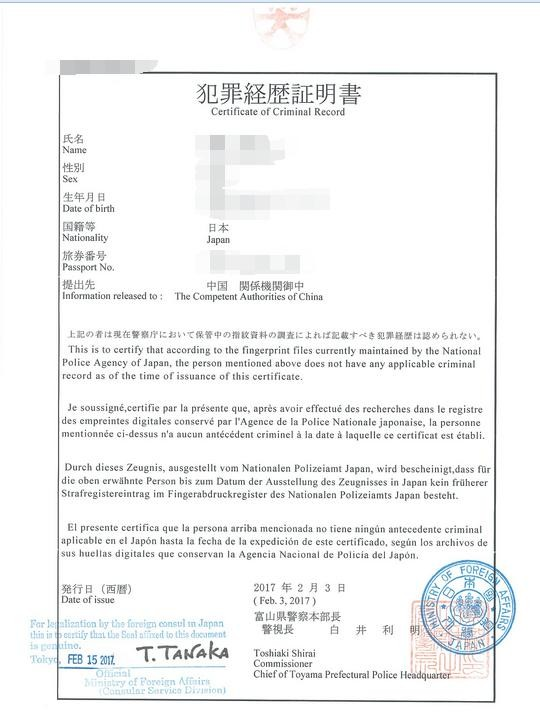 犯罪経歴証明書
Certificate of Criminal Record
氏名
Name
性別
Sex
生年月日
Date of birth
国籍等 日本
Nationality Japan
旅券番号
Passport No.
提出先 中国 関係機関御中
Information released to : The Competent Authorities of China
上記の者は現在警察庁において保管中の指紋資料の調査によれば記載すべき犯罪経歴は認められない。
This is to certify that according to the fingerprint files currently maintained by the National
Police Agency of Japan, the person mentioned above does not have any applicable criminal
record as of the time of issuance of this certificate.
Je soussigné,certifie par la présente que, après avoir effectué des recherches dans le registre
des empreintes digitales conservé par l'Agence de la Police Nationale japonaise, la personne
mentionnée ci-dessus n'a aucun antécédent criminel à la date à laquelle ce certificat est établi.
Durch dieses Zeugnis, ausgestellt vom Nationalen Polizeiamt Japan, wird bescheinigt,dass für
die oben erwähnte Person bis zum Datum der Ausstellung des Zeugnisses in Japan kein früherer
Strafregistereintrag im Fingerabdruckregister des Nationalen Polizeiamts Japan besteht.
El presente certifica que la persona arriba mencionada no tiene ningún antecedente criminal
aplicable en el Japón hasta la fecha de la expedición de este certificado, según los archivos de
sus huellas digitales que conservan la Agencia Nacional de Policía del Japón.
発行日（西暦） 2017 年 2 月 3 日
Date of issue ( Feb. 3, 2017 )
富山県警察本部長
警視長 白井利明
Toshiaki Shirai
Commissioner
Chief of Toyama Prefectural Police Headquarter
For legalization by the foreign consul in Japan
this is to certify that the Seal affixed to this document
is genuine.
Tokyo, FEB 15 2017. T. TANAKA
Official
Ministry of Foreign Affairs
(Consular Service Division)
MINISTRY OF FOREIGN AFFAIRS
JAPAN